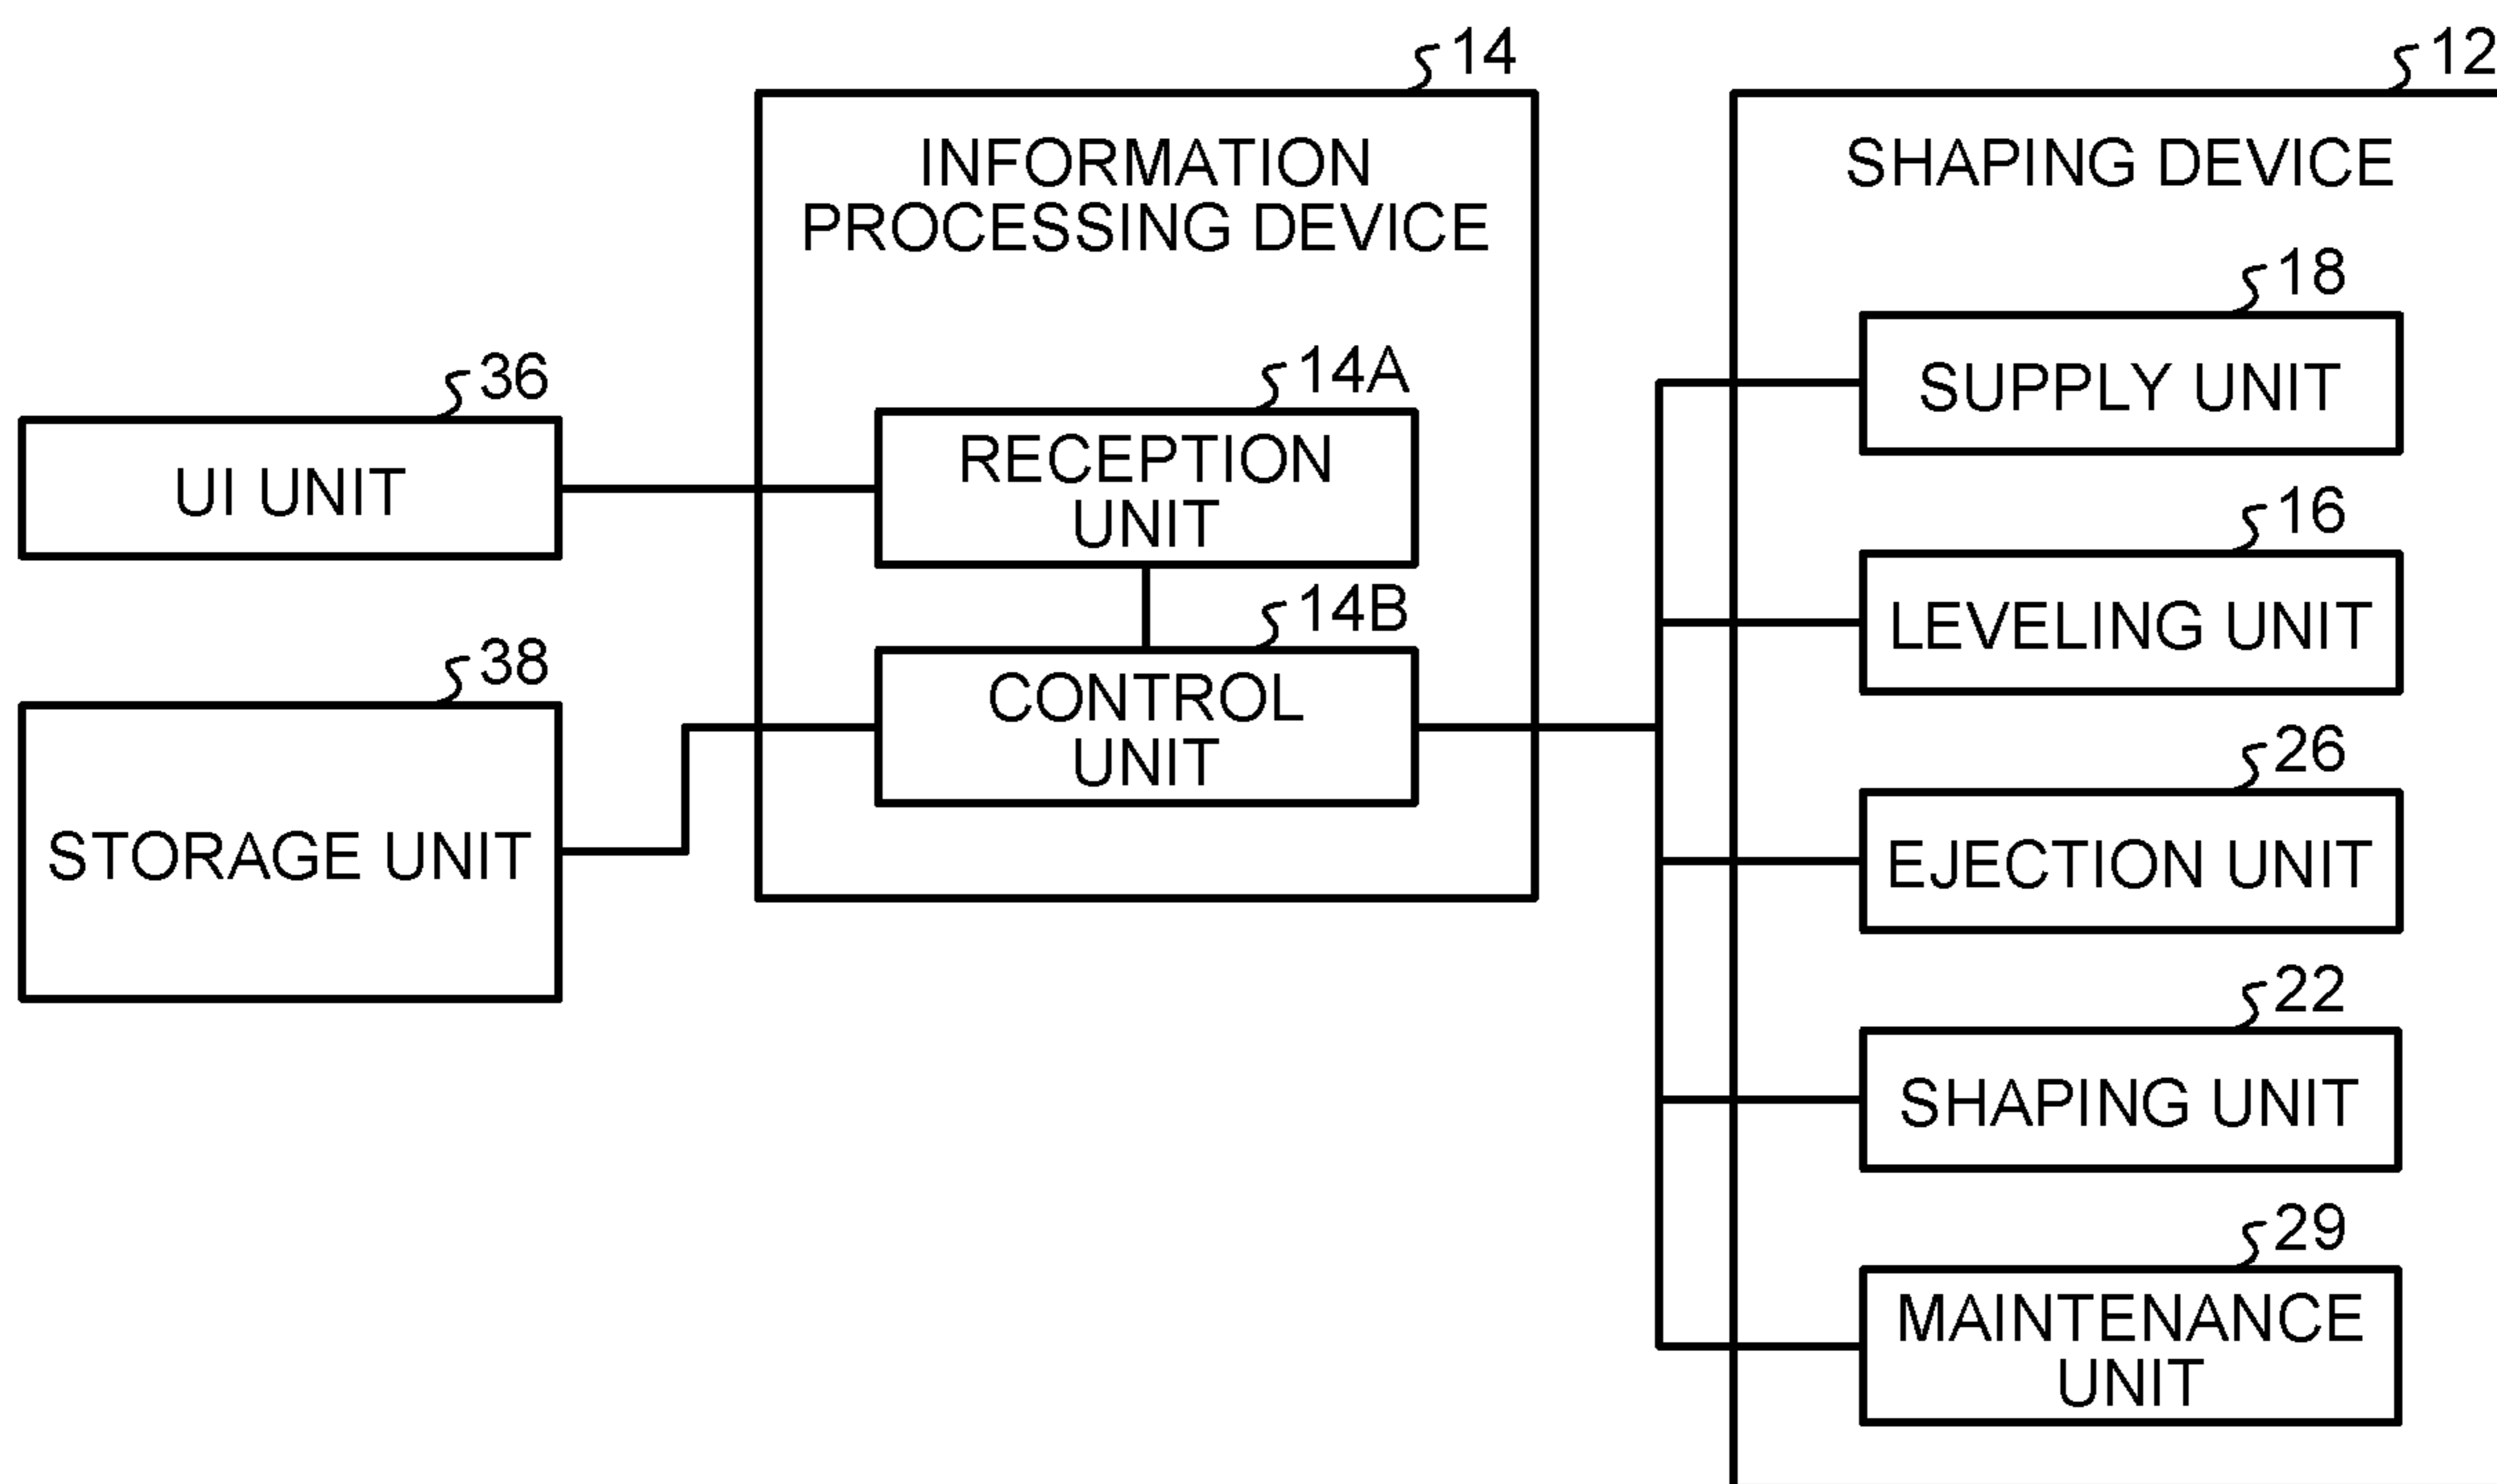 14
INFORMATION
PROCESSING DEVICE
12
SHAPING DEVICE
18
SUPPLY UNIT
36
UI UNIT
14A
RECEPTION
UNIT
16
LEVELING UNIT
14B
CONTROL
UNIT
38
STORAGE UNIT
26
EJECTION UNIT
22
SHAPING UNIT
29
MAINTENANCE
UNIT